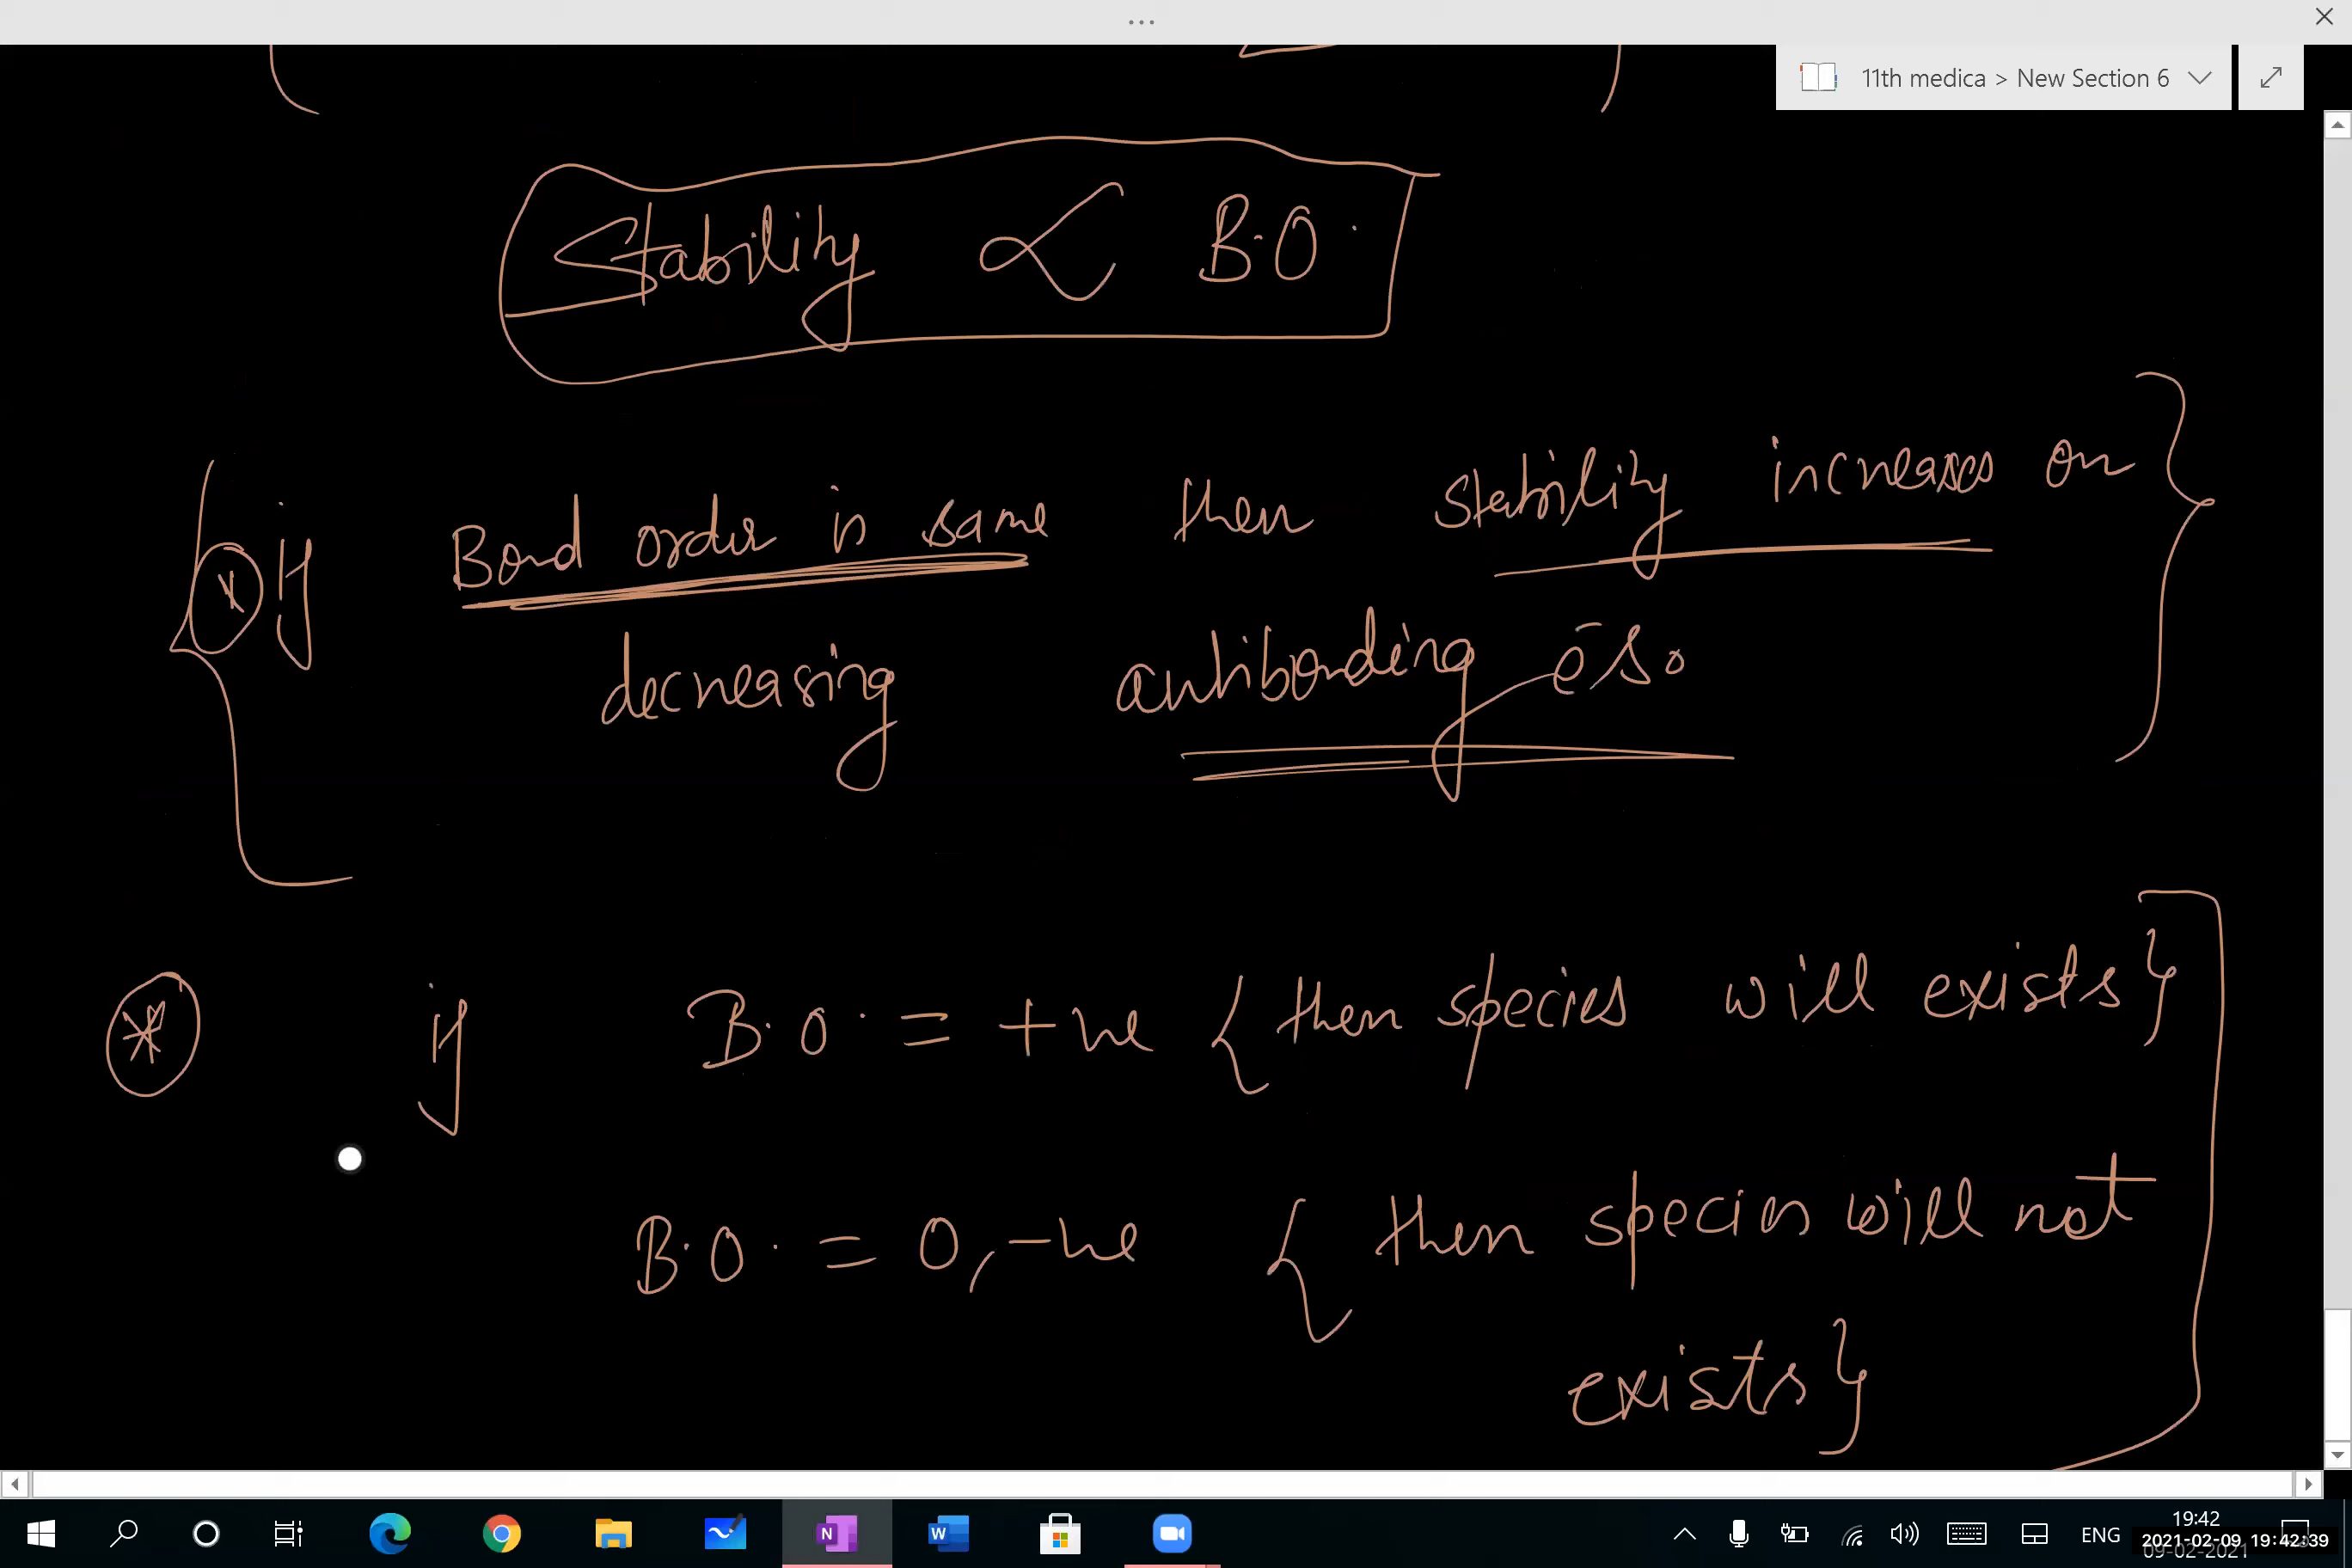 ...
11th medica > New Section 6
Stability ∝ B.O.
* if Bond order is same then stability increases on
decreasing antibonding ēs.
* if B.O. = +ve {then species will exists}
B.O. = 0, -ve {then species will not
exists}
19:42
ENG
2021-02-09 19:42:39
09-02-2021